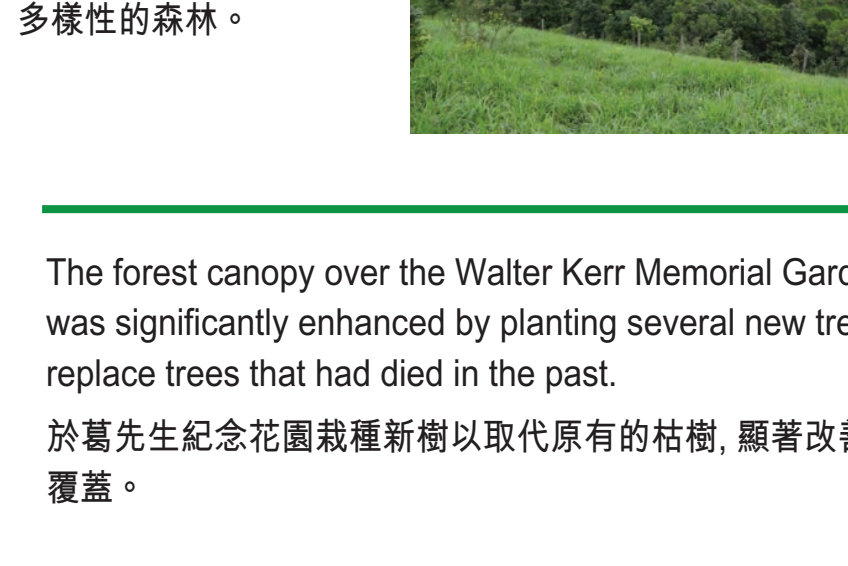 多樣性的森林。
The forest canopy over the Walter Kerr Memorial
was significantly enhanced by planting several new
replace trees that had died in the past.
於葛先生紀念花園栽種新樹以取代原有的枯樹, 顯著改
覆蓋。